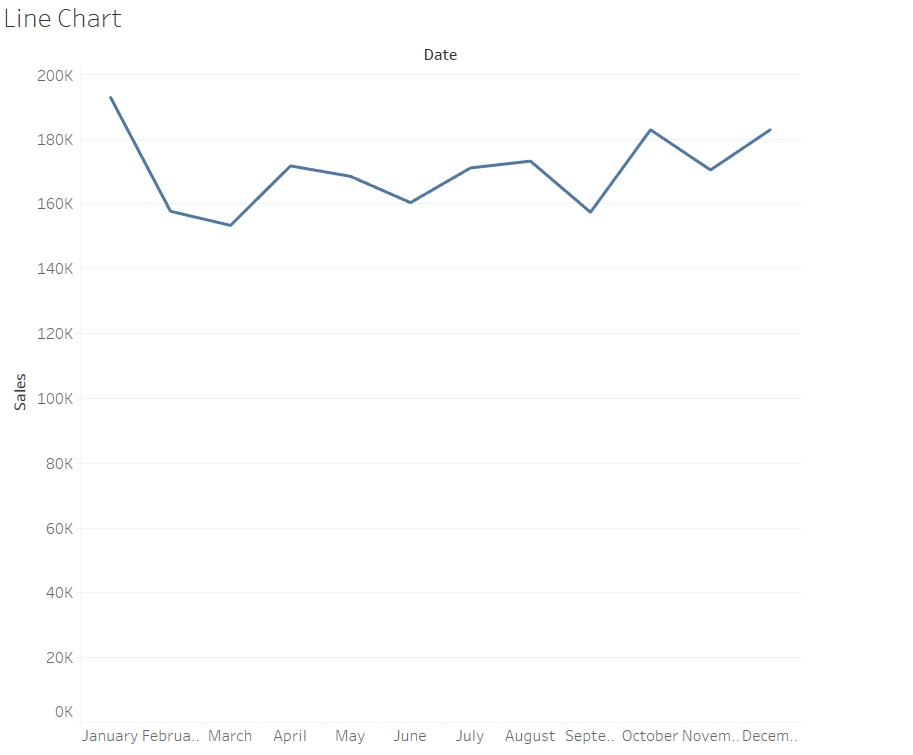 Line Chart
Date
200K
180K
160K
140K
120K
100K
80K
60K
40K
20K
0K
Sales
January Februa.. March April May June July August Septe.. October Novem.. Decem..